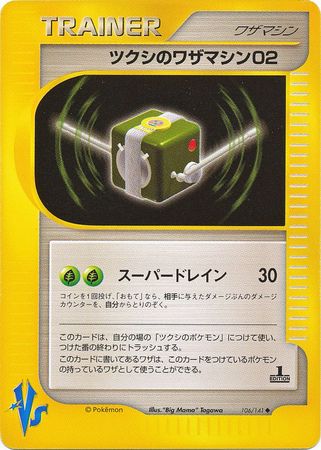 TRAINER
ワザマシン
ツクシのワザマシン02
スーパードレイン 30
コインを1回投げ、「おもて」なら、相手に与えたダメージぶんのダメージ
カウンターを、自分からとりのぞく。
このカードは、自分の場の「ツクシのポケモン」につけて使い、
つけた番の終わりにトラッシュする。
このカードに書いてあるワザは、このカードをつけているポケモン
の持っているワザとして使うことができる。
1
EDITION
VS
©Pokémon
Illus."Big Mama" Tagawa
106/141